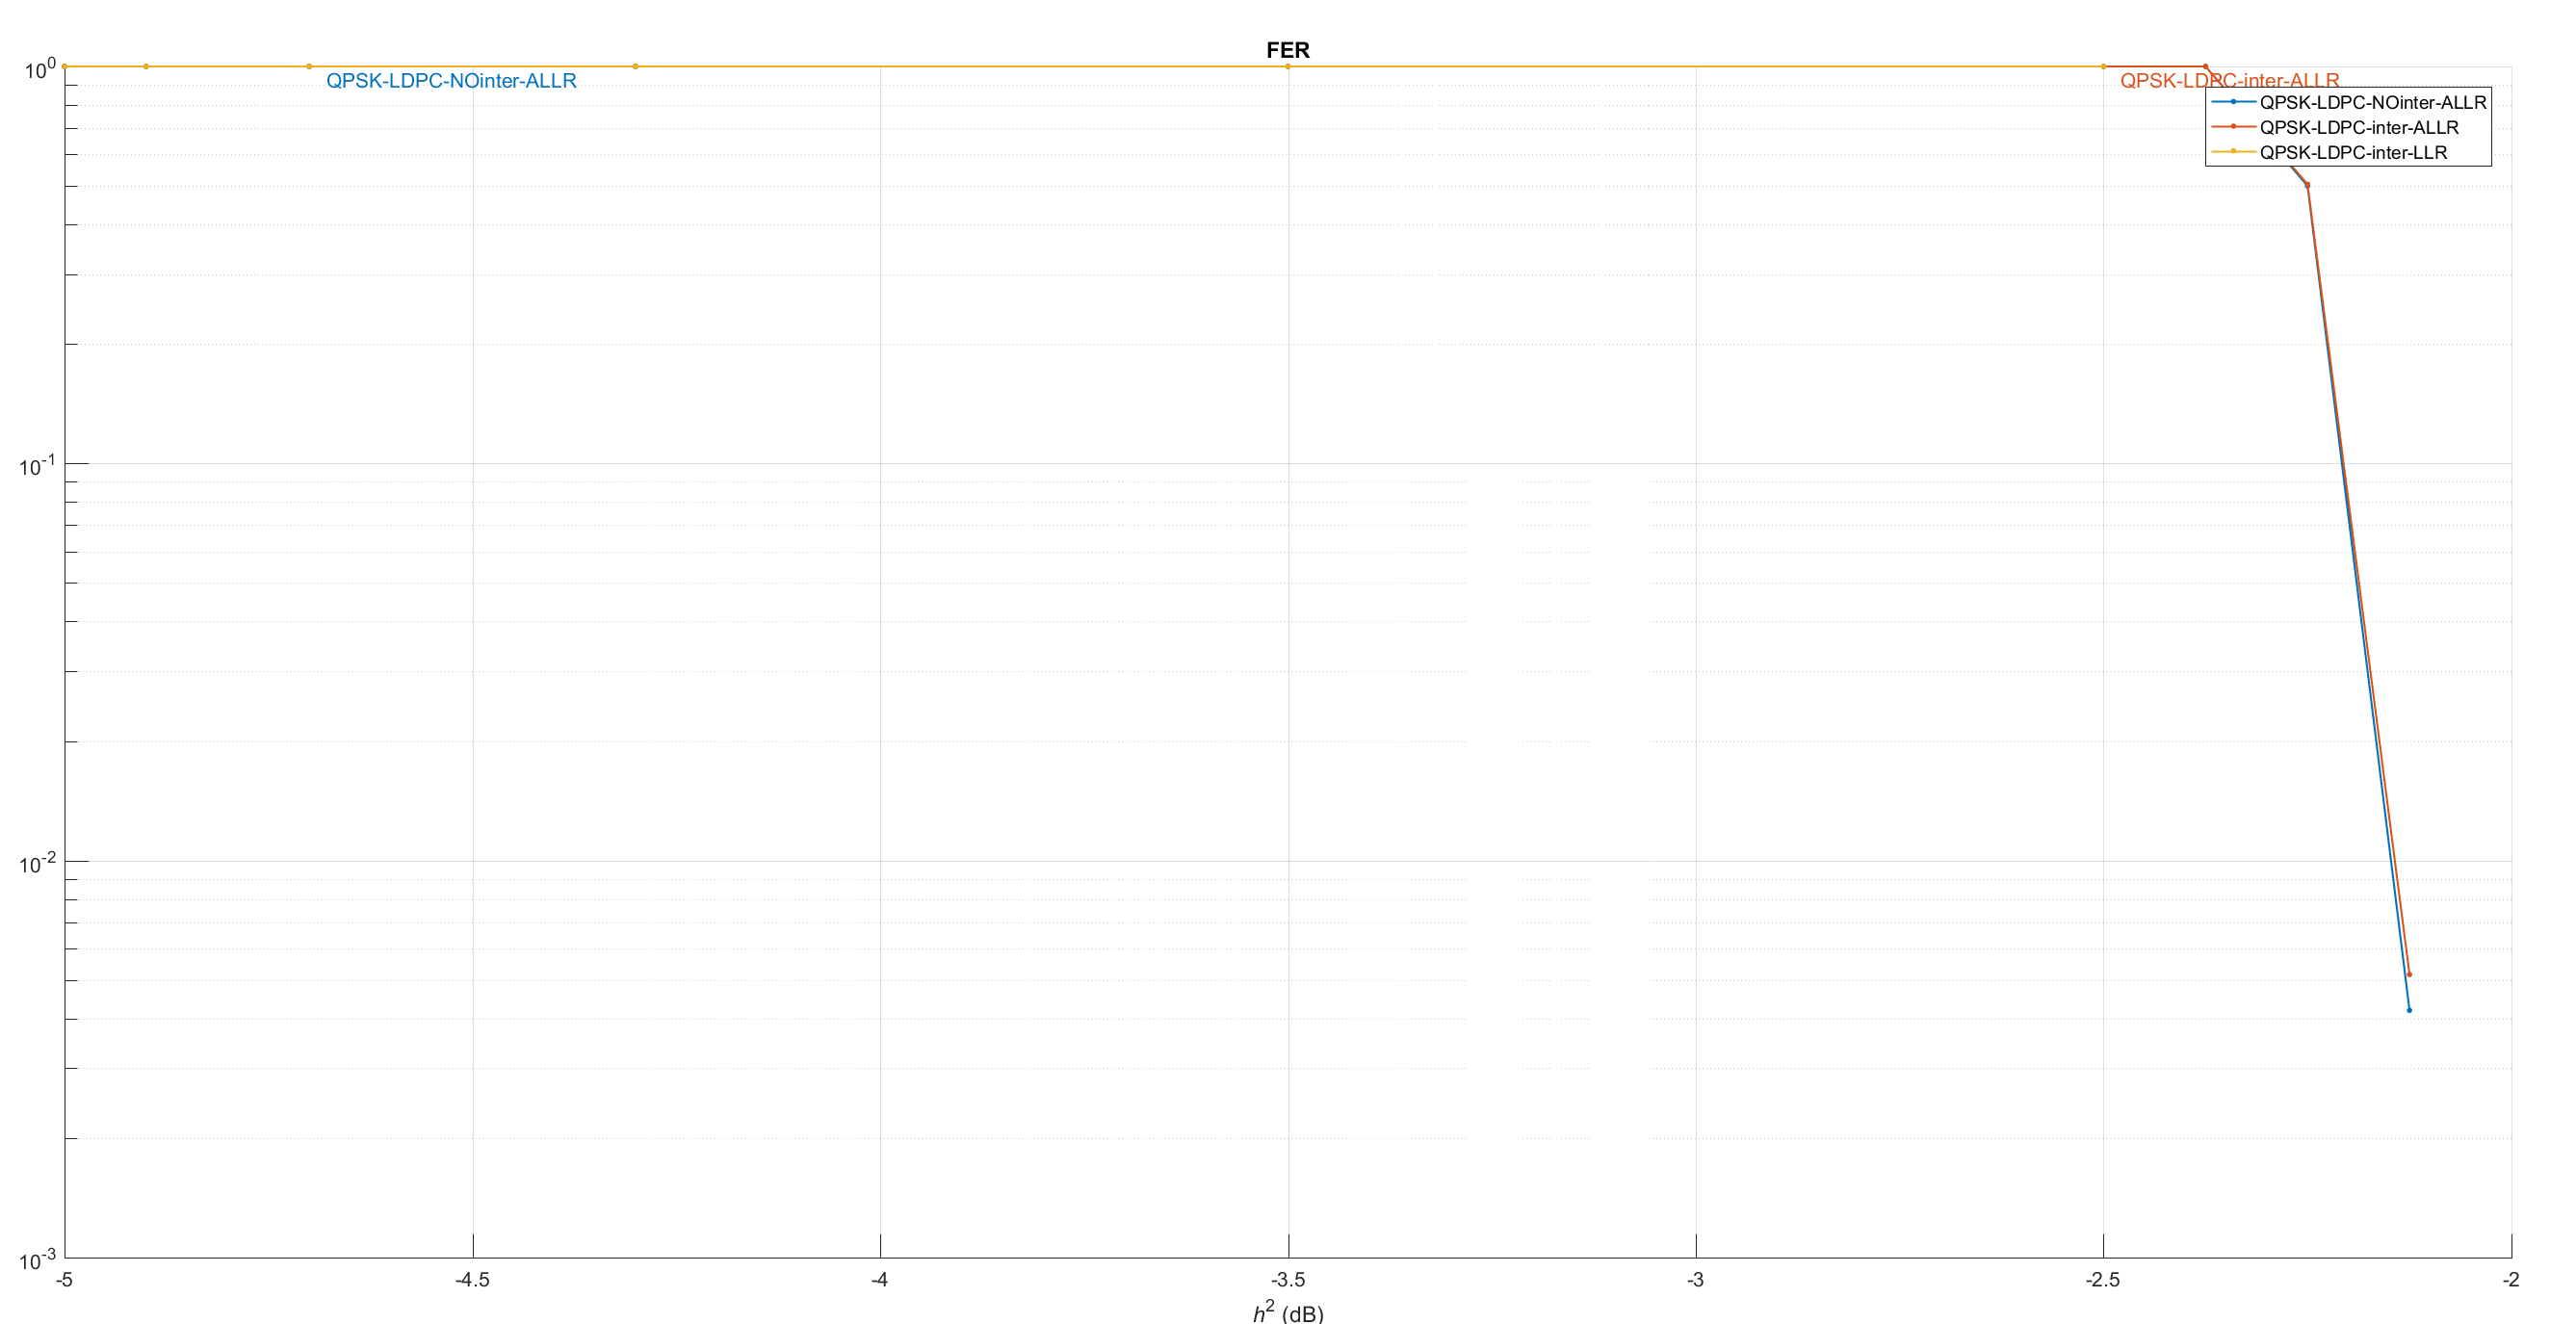 FER
10^0
QPSK-LDPC-NOinter-ALLR
QPSK-LDPC-inter-ALLR
QPSK-LDPC-NOinter-ALLR
QPSK-LDPC-inter-ALLR
QPSK-LDPC-inter-LLR
10^-1
10^-2
10^-3
-5 -4.5 -4 -3.5 -3 -2.5 -2
h^2 (dB)